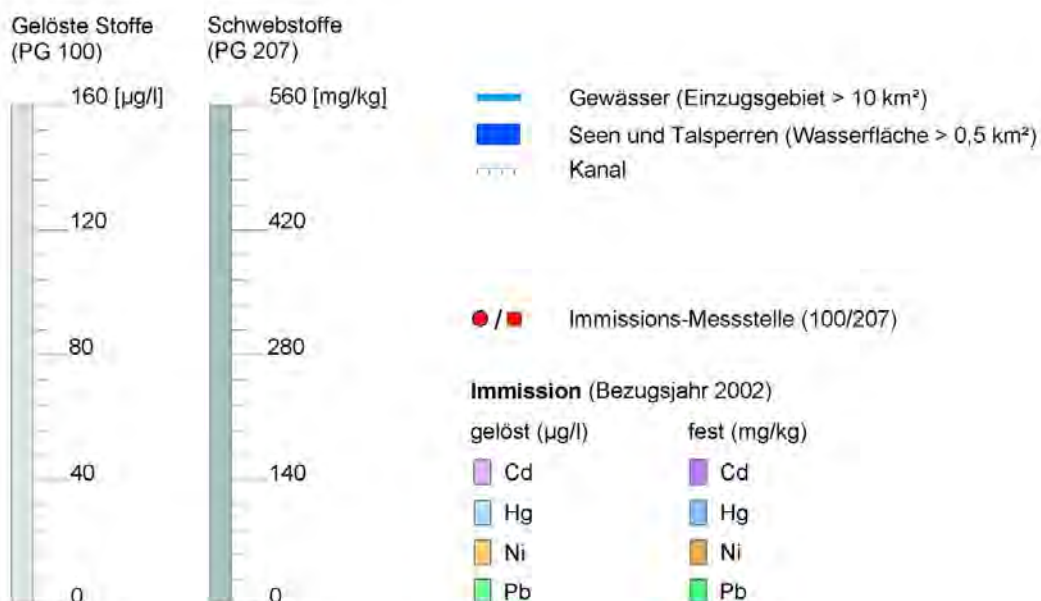 Gelöste Stoffe
(PG 100)
160 [µg/l]
120
80
40
0
Schwebstoffe
(PG 207)
560 [mg/kg]
420
280
140
0
Gewässer (Einzugsgebiet > 10 km²)
Seen und Talsperren (Wasserfläche > 0,5 km²)
Kanal
/ Immissions-Messstelle (100/207)
Immission (Bezugsjahr 2002)
gelöst (µg/l)
Cd
Hg
Ni
Pb
fest (mg/kg)
Cd
Hg
Ni
Pb